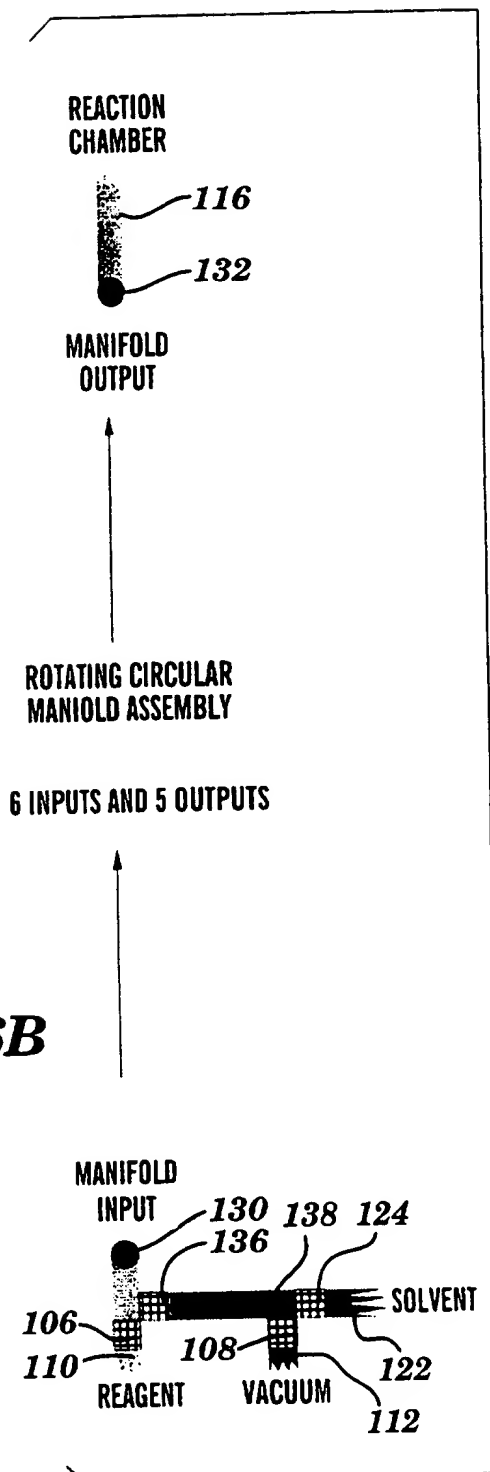 REACTION
CHAMBER
116
132
MANIFOLD
OUTPUT
ROTATING CIRCULAR
MANIOLD ASSEMBLY
6 INPUTS AND 5 OUTPUTS
6B
MANIFOLD
INPUT
130 138 124
136
SOLVENT
106
108
122
110
REAGENT VACUUM
112